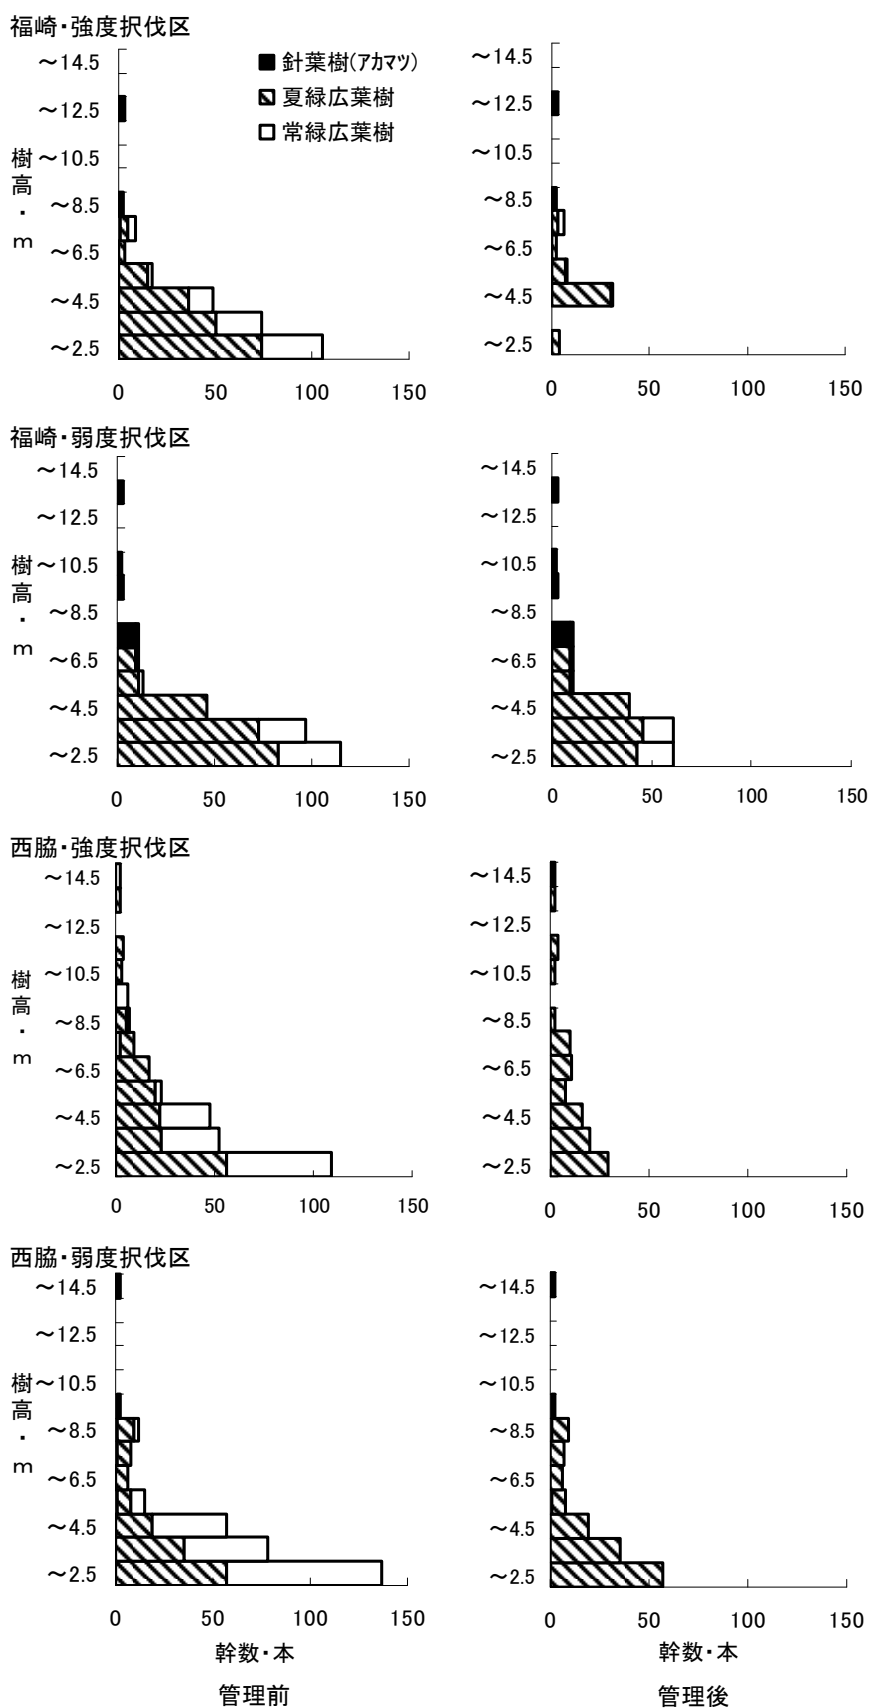 福崎・強度択伐区
■ 針葉樹(アカマツ)
夏緑広葉樹
□ 常緑広葉樹
樹高・m
～14.5
～12.5
～10.5
～8.5
～6.5
～4.5
～2.5
0 50 100 150
～14.5
～12.5
～10.5
～8.5
～6.5
～4.5
～2.5
0 50 100 150
福崎・弱度択伐区
樹高・m
～14.5
～12.5
～10.5
～8.5
～6.5
～4.5
～2.5
0 50 100 150
～14.5
～12.5
～10.5
～8.5
～6.5
～4.5
～2.5
0 50 100 150
西脇・強度択伐区
樹高・m
～14.5
～12.5
～10.5
～8.5
～6.5
～4.5
～2.5
0 50 100 150
～14.5
～12.5
～10.5
～8.5
～6.5
～4.5
～2.5
0 50 100 150
西脇・弱度択伐区
樹高・m
～14.5
～12.5
～10.5
～8.5
～6.5
～4.5
～2.5
0 50 100 150
幹数・本
管理前
～14.5
～12.5
～10.5
～8.5
～6.5
～4.5
～2.5
0 50 100 150
幹数・本
管理後